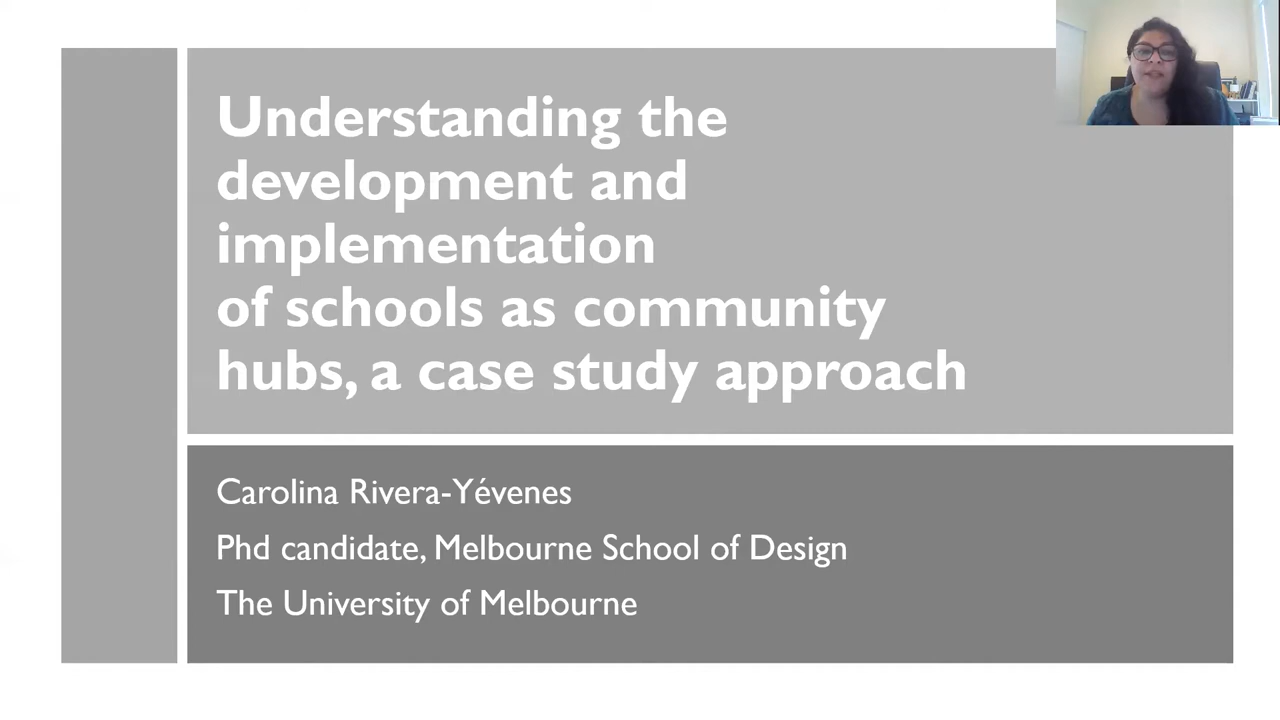 Understanding the
development and
implementation
of schools as community
hubs, a case study approach
Carolina Rivera-Yévenes
Phd candidate, Melbourne School of Design
The University of Melbourne